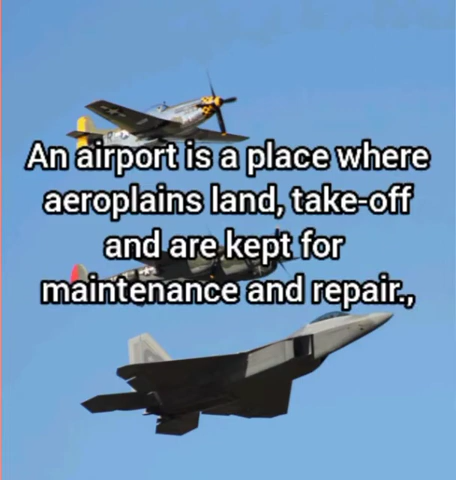 An airport is a place where
aeroplains land, take-off
and are kept for
maintenance and repair.,